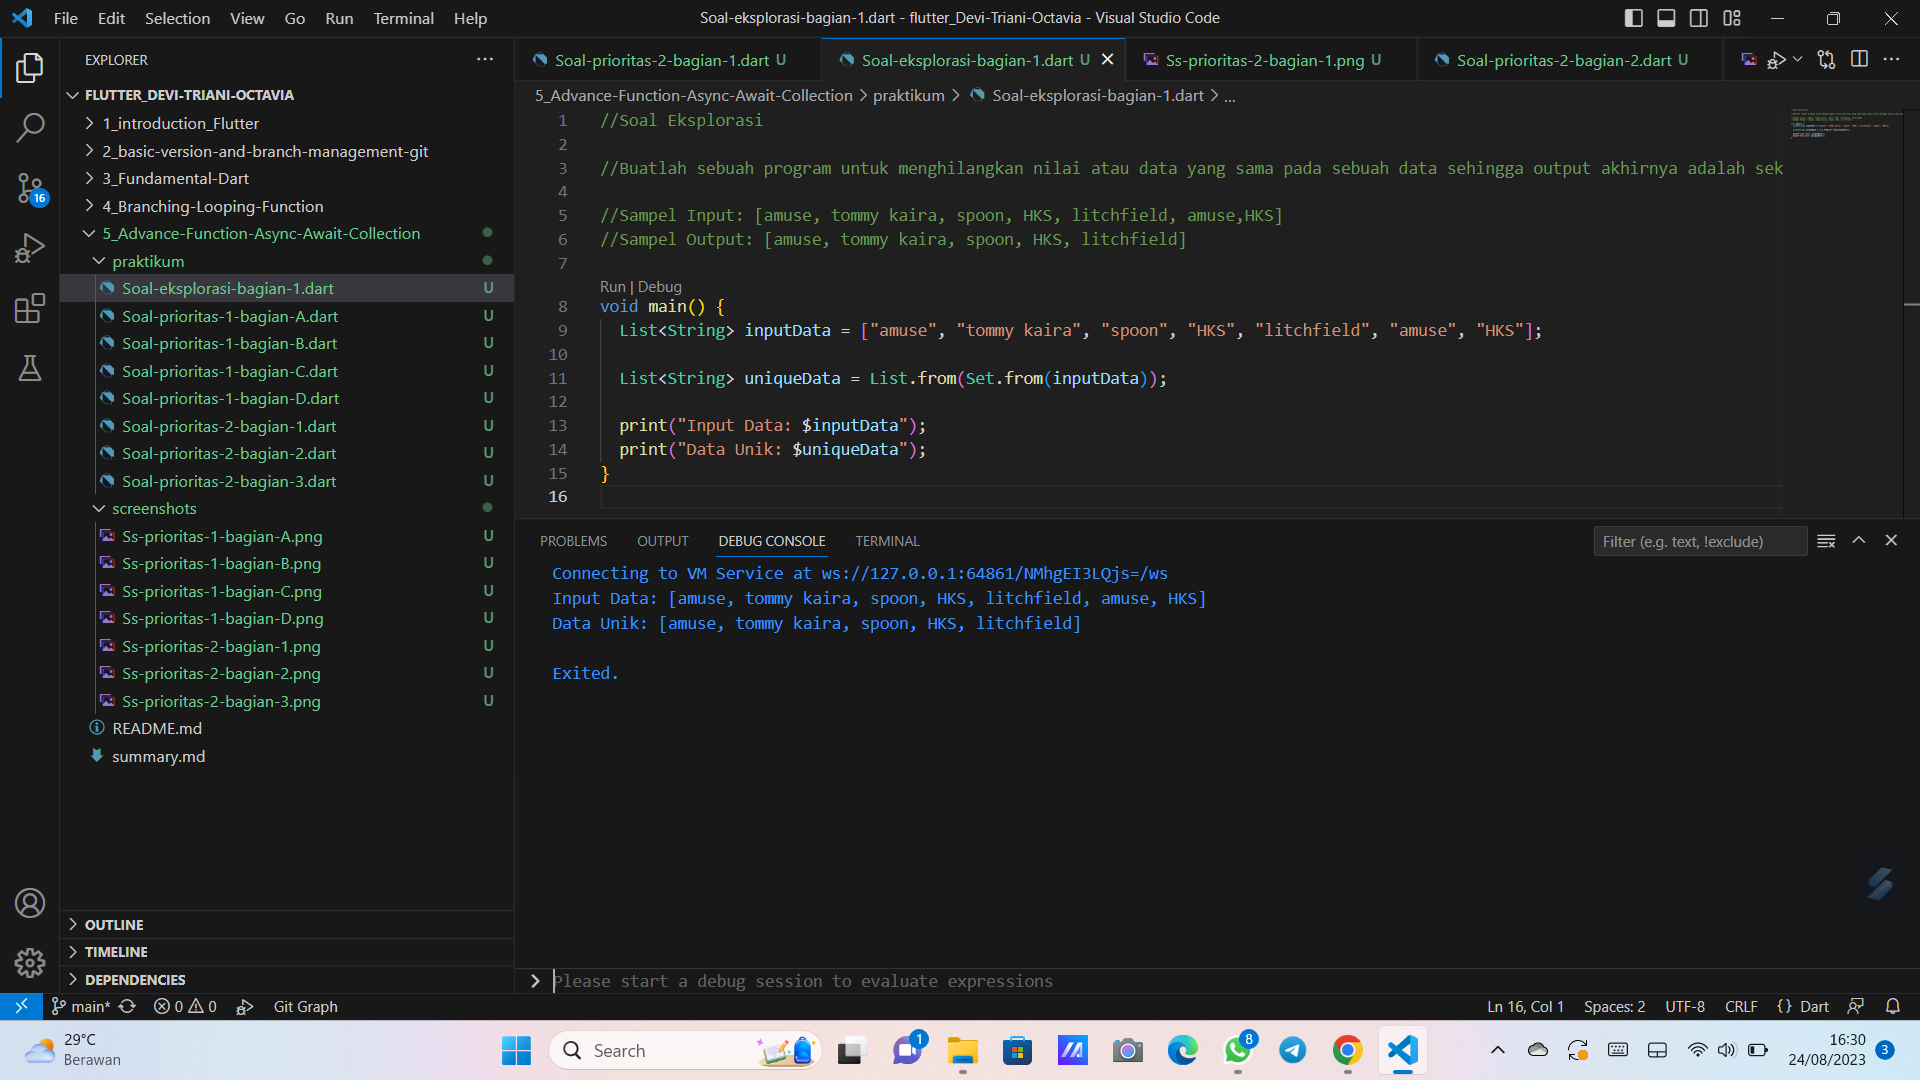 File Edit Selection View Go Run Terminal Help
Soal-eksplorasi-bagian-1.dart - flutter_Devi-Triani-Octavia - Visual Studio Code
EXPLORER
FLUTTER_DEVI-TRIANI-OCTAVIA
1_introduction_Flutter
2_basic-version-and-branch-management-git
3_Fundamental-Dart
4_Branching-Looping-Function
5_Advance-Function-Async-Await-Collection
praktikum
Soal-eksplorasi-bagian-1.dart U
Soal-prioritas-1-bagian-A.dart U
Soal-prioritas-1-bagian-B.dart U
Soal-prioritas-1-bagian-C.dart U
Soal-prioritas-1-bagian-D.dart U
Soal-prioritas-2-bagian-1.dart U
Soal-prioritas-2-bagian-2.dart U
Soal-prioritas-2-bagian-3.dart U
screenshots
Ss-prioritas-1-bagian-A.png U
Ss-prioritas-1-bagian-B.png U
Ss-prioritas-1-bagian-C.png U
Ss-prioritas-1-bagian-D.png U
Ss-prioritas-2-bagian-1.png U
Ss-prioritas-2-bagian-2.png U
Ss-prioritas-2-bagian-3.png U
README.md
summary.md
OUTLINE
TIMELINE
DEPENDENCIES
16
Soal-prioritas-2-bagian-1.dart U
Soal-eksplorasi-bagian-1.dart U
Ss-prioritas-2-bagian-1.png U
Soal-prioritas-2-bagian-2.dart U
5_Advance-Function-Async-Await-Collection > praktikum > Soal-eksplorasi-bagian-1.dart > ...
1 //Soal Eksplorasi
2
3 //Buatlah sebuah program untuk menghilangkan nilai atau data yang sama pada sebuah data sehingga output akhirnya adalah sek
4
5 //Sampel Input: [amuse, tommy kaira, spoon, HKS, litchfield, amuse,HKS]
6 //Sampel Output: [amuse, tommy kaira, spoon, HKS, litchfield]
7
Run | Debug
8 void main() {
9 List<String> inputData = ["amuse", "tommy kaira", "spoon", "HKS", "litchfield", "amuse", "HKS"];
10
11 List<String> uniqueData = List.from(Set.from(inputData));
12
13 print("Input Data: $inputData");
14 print("Data Unik: $uniqueData");
15 }
16
PROBLEMS OUTPUT DEBUG CONSOLE TERMINAL
Filter (e.g. text, !exclude)
Connecting to VM Service at ws://127.0.0.1:64861/NMhgEI3LQjs=/ws
Input Data: [amuse, tommy kaira, spoon, HKS, litchfield, amuse, HKS]
Data Unik: [amuse, tommy kaira, spoon, HKS, litchfield]
Exited.
Please start a debug session to evaluate expressions
main* 0 0 Git Graph
Ln 16, Col 1 Spaces: 2 UTF-8 CRLF {} Dart
29°C
Berawan
Search
1
8
16:30
24/08/2023
3